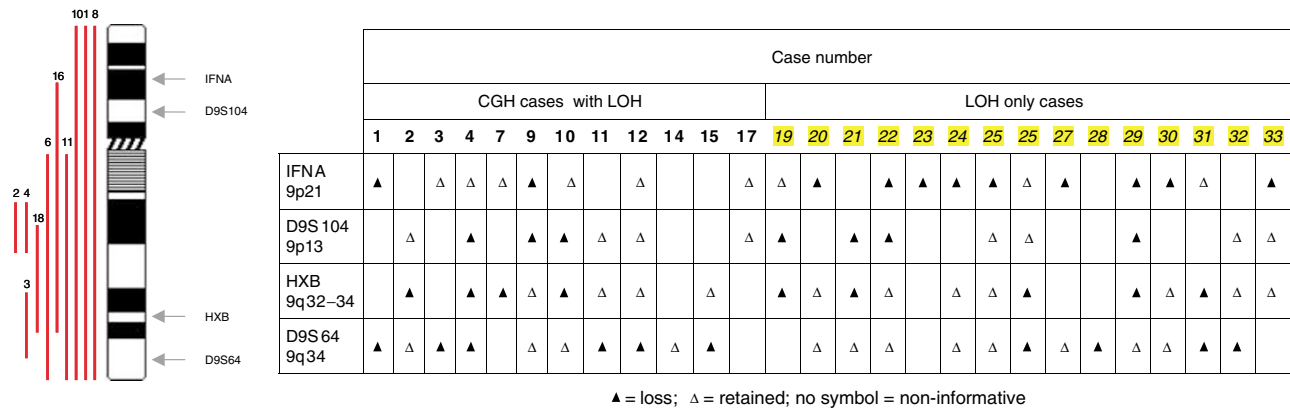 101 8
16
6 11
2 4
18
3
IFNA
D9S104
HXB
D9S64
Case number
CGH cases with LOH LOH only cases
1 2 3 4 7 9 10 11 12 14 15 17 19 20 21 22 23 24 25 25 27 28 29 30 31 32 33
IFNA ▲ Δ Δ Δ ▲ Δ Δ Δ Δ ▲ ▲ ▲ ▲ ▲ Δ ▲ ▲ ▲ Δ ▲
9p21
D9S 104 Δ ▲ ▲ ▲ Δ Δ Δ ▲ ▲ ▲ Δ Δ ▲ Δ Δ
9p13
HXB ▲ ▲ ▲ Δ ▲ Δ Δ Δ ▲ Δ ▲ Δ Δ Δ ▲ ▲ Δ ▲ Δ Δ
9q32–34
D9S 64 ▲ Δ ▲ ▲ Δ Δ ▲ ▲ Δ ▲ Δ Δ Δ Δ Δ ▲ Δ ▲ Δ Δ ▲ ▲
9q34
▲ = loss; Δ = retained; no symbol = non-informative